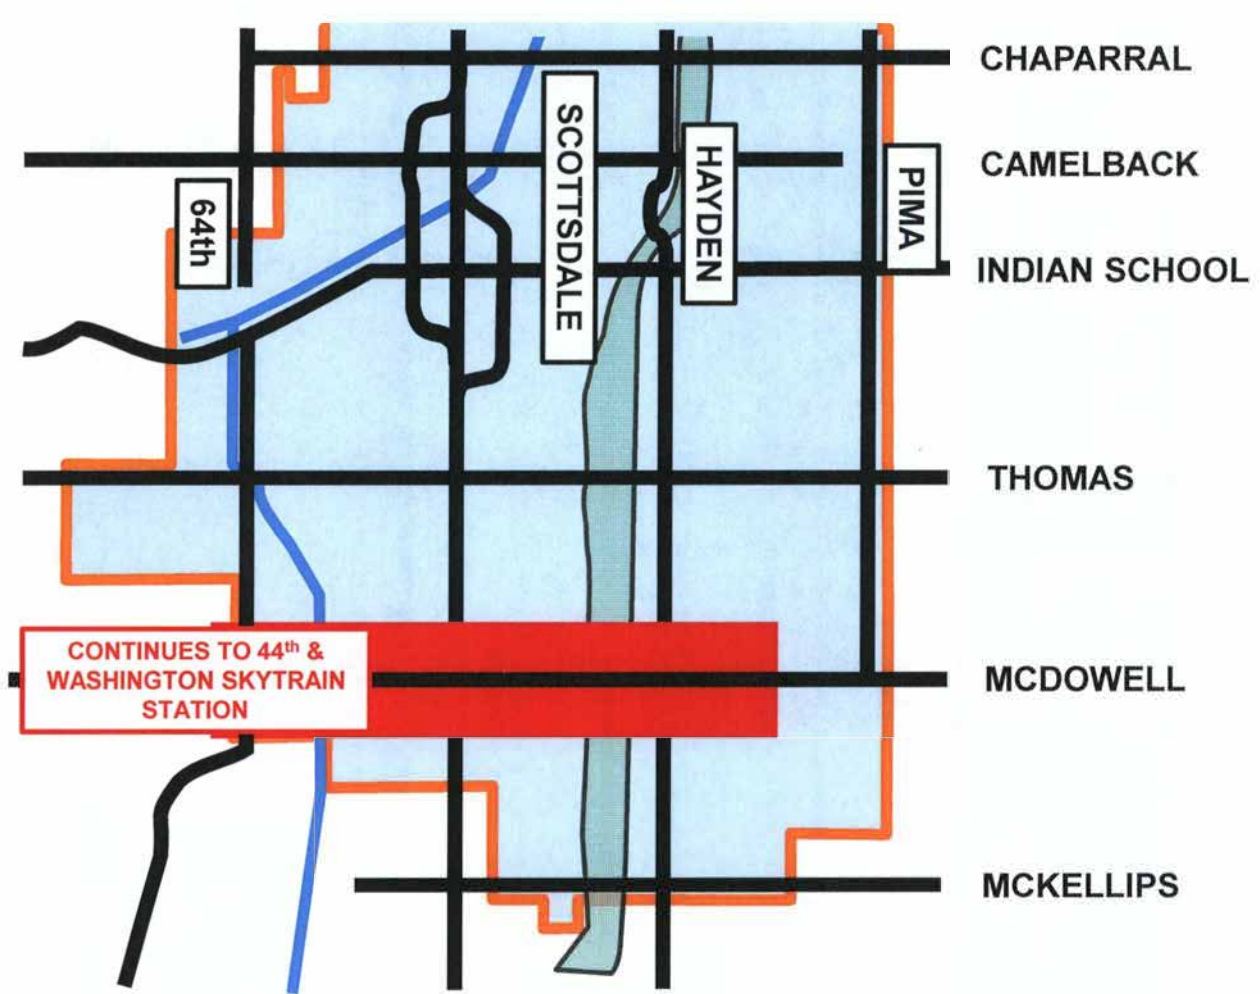 CHAPARRAL
SCOTTSDALE
HAYDEN
PIMA
CAMELBACK
64th
INDIAN SCHOOL
THOMAS
CONTINUES TO 44th &
WASHINGTON SKYTRAIN
STATION
MCDOWELL
MCKELLIPS